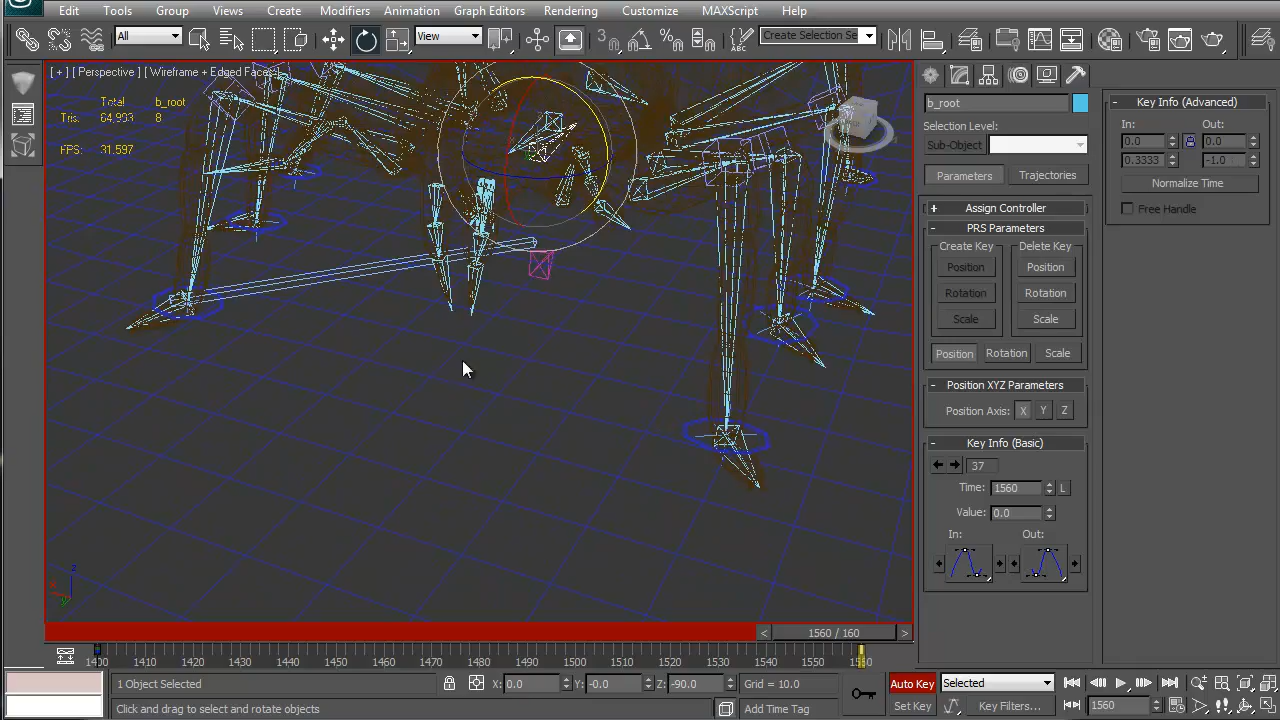 Edit Tools Group Views Create Modifiers Animation Graph Editors Rendering Customize MAXScript Help
All View 3 Create Selection Se
[ + ] [ Perspective ] [ Wireframe + Edged Faces ]
Total b_root
Tris: 64,903 8
FPS: 31.597
b_root
Selection Level:
Sub-Object
Parameters Trajectories
+ Assign Controller
- PRS Parameters
Create Key Delete Key
Position Position
Rotation Rotation
Scale Scale
Position Rotation Scale
- Position XYZ Parameters
Position Axis: X Y Z
- Key Info (Basic)
37
Time: 1560 L
Value: 0.0
In: Out:
- Key Info (Advanced)
In: Out:
0.0 0.0
0.3333 -1.0
Normalize Time
Free Handle
z
< 1560 / 160 >
1400 1410 1420 1430 1440 1450 1460 1470 1480 1490 1500 1510 1520 1530 1540 1550 1560
1 Object Selected X: 0.0 Y: -0.0 Z: -90.0 Grid = 10.0 Auto Key Selected
Click and drag to select and rotate objects Add Time Tag Set Key Key Filters... 1560